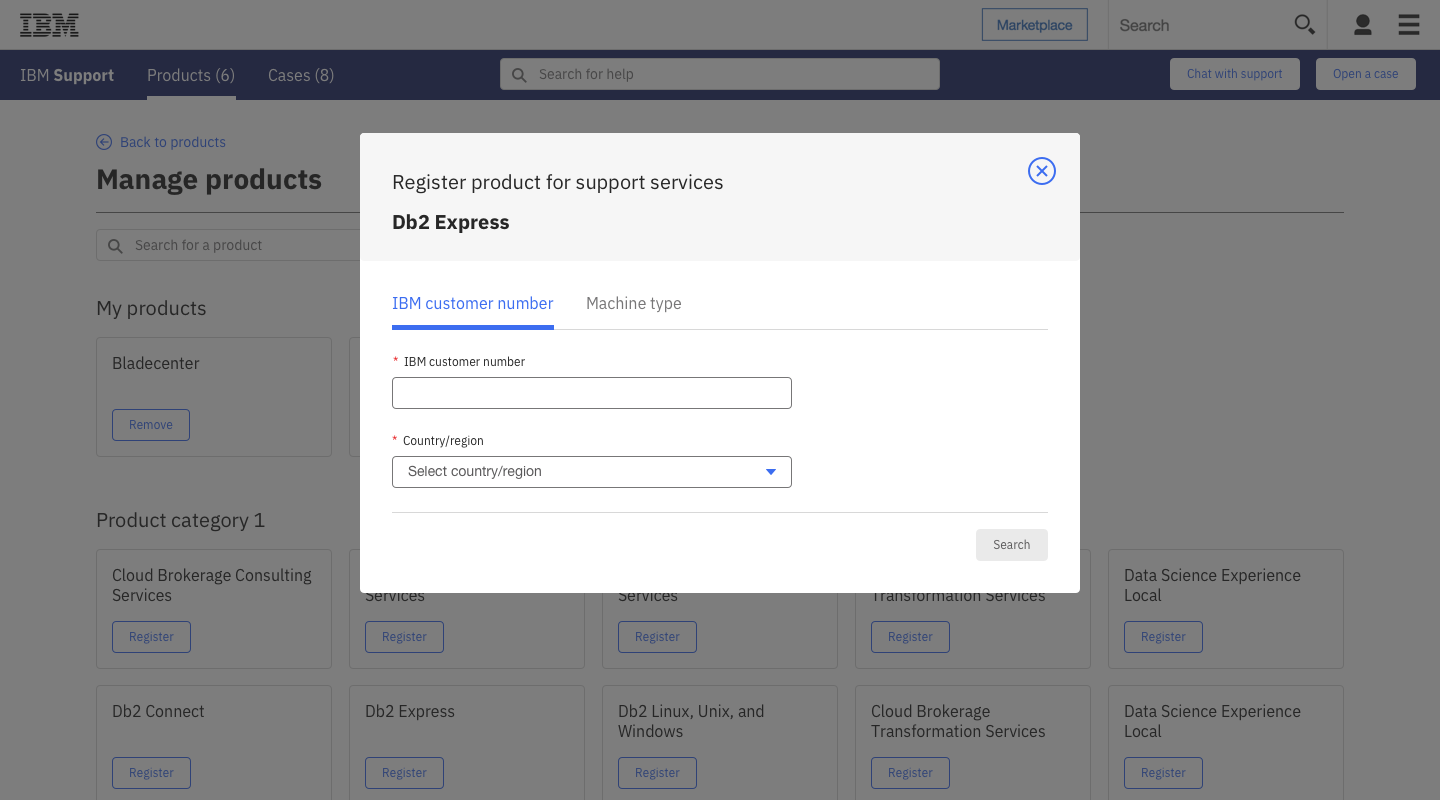 IBM
Marketplace
Search
IBM Support
Products (6)
Cases (8)
Search for help
Chat with support
Open a case
Back to products
Manage products
Search for a product
My products
Bladecenter
Remove
Register product for support services
Db2 Express
IBM customer number
Machine type
* IBM customer number
* Country/region
Select country/region
Search
Product category 1
Cloud Brokerage Consulting
Services
Register
Services
Register
Services
Register
Transformation Services
Register
Data Science Experience
Local
Register
Db2 Connect
Register
Db2 Express
Register
Db2 Linux, Unix, and
Windows
Register
Cloud Brokerage
Transformation Services
Register
Data Science Experience
Local
Register